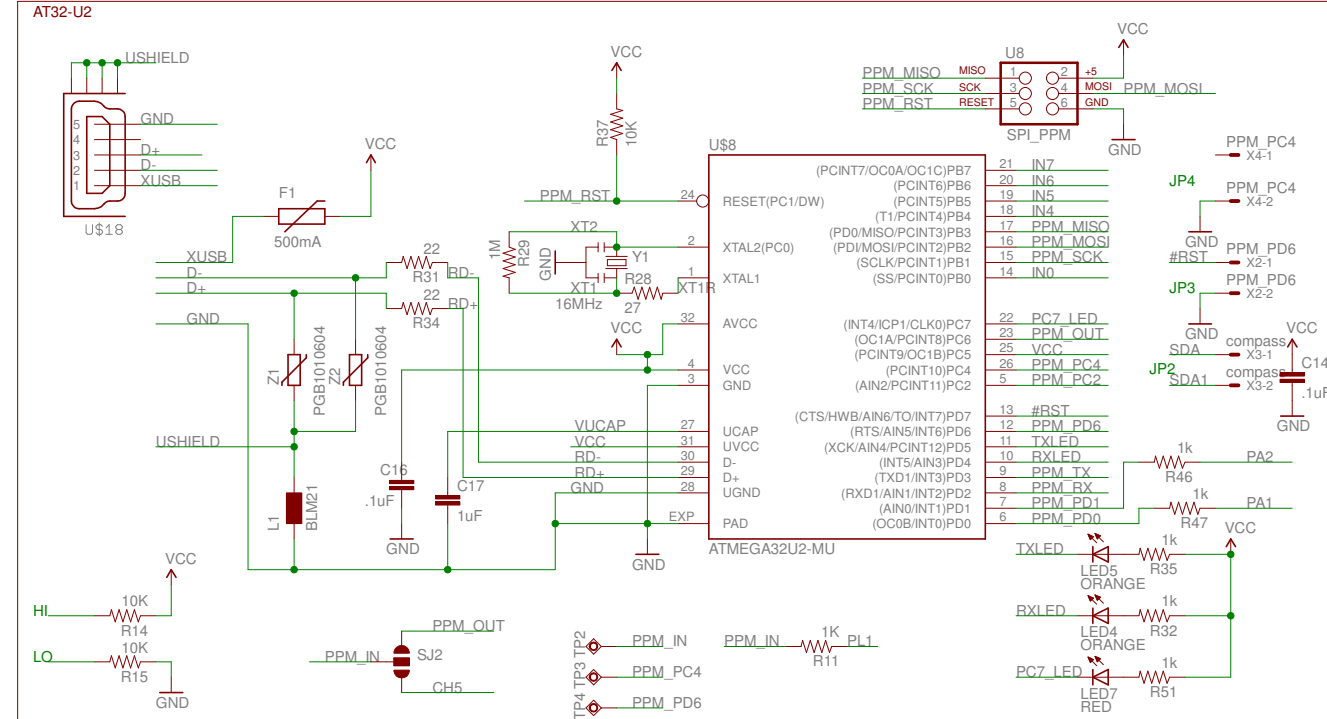 AT32-U2
USHIELD
5 GND
4
3 D+
2 D-
1 XUSB
U$18
VCC
F1
500mA
XUSB
D-
D+
GND
22
R31
RD-
22
R34
RD+
Z1
PGB1010604
Z2
PGB1010604
USHIELD
L1
BLM21
C16
.1uF
GND
C17
1uF
VCC
R37
10K
PPM_RST
XT2
1M
R29
GND
Y1
XT1
16MHz
R28
27
XT1R
VCC
VUCAP
VCC
RD-
RD+
GND
EXP
GND
U$8
24 RESET(PC1/DW)
2 XTAL2(PC0)
1 XTAL1
32 AVCC
4 VCC
3 GND
27 UCAP
31 UVCC
30 D-
29 D+
28 UGND
PAD
(PCINT7/OC0A/OC1C)PB7 21 IN7
(PCINT6)PB6 20 IN6
(PCINT5)PB5 19 IN5
(T1/PCINT4)PB4 18 IN4
(PD0/MISO/PCINT3)PB3 17 PPM_MISO
(PDI/MOSI/PCINT2)PB2 16 PPM_MOSI
(SCLK/PCINT1)PB1 15 PPM_SCK
(SS/PCINT0)PB0 14 IN0
(INT4/ICP1/CLK0)PC7 22 PC7_LED
(OC1A/PCINT8)PC6 23 PPM_OUT
(PCINT9/OC1B)PC5 25 VCC
(PCINT10)PC4 26 PPM_PC4
(AIN2/PCINT11)PC2 5 PPM_PC2
(CTS/HWB/AIN6/TO/INT7)PD7 13 #RST
(RTS/AIN5/INT6)PD6 12 PPM_PD6
(XCK/AIN4/PCINT12)PD5 11 TXLED
(INT5/AIN3)PD4 10 RXLED
(TXD1/INT3)PD3 9 PPM_TX
(RXD1/AIN1/INT2)PD2 8 PPM_RX
(AIN0/INT1)PD1 7 PPM_PD1
(OC0B/INT0)PD0 6 PPM_PD0
ATMEGA32U2-MU
U8
VCC
PPM_MISO MISO 1 2 +5
PPM_SCK SCK 3 4 MOSI PPM_MOSI
PPM_RST RESET 5 6 GND
SPI_PPM
GND
PPM_PC4
X4-1
JP4
PPM_PC4
X4-2
GND
PPM_PD6
#RST X2-1
JP3
PPM_PD6
X2-2
GND
VCC
SDA compass
X3-1
JP2
SDA1 compass
X3-2
C14
.1uF
GND
1k
R46
PA2
1k
R47
PA1
VCC
TXLED
LED5
ORANGE
1k
R35
RXLED
LED4
ORANGE
1k
R32
PC7_LED
LED7
RED
1k
R51
VCC
HI
10K
R14
LO
10K
R15
GND
PPM_OUT
PPM_IN
SJ2
CH5
TP2 PPM_IN
TP3 PPM_PC4
TP4 PPM_PD6
PPM_IN
1K
R11
PL1